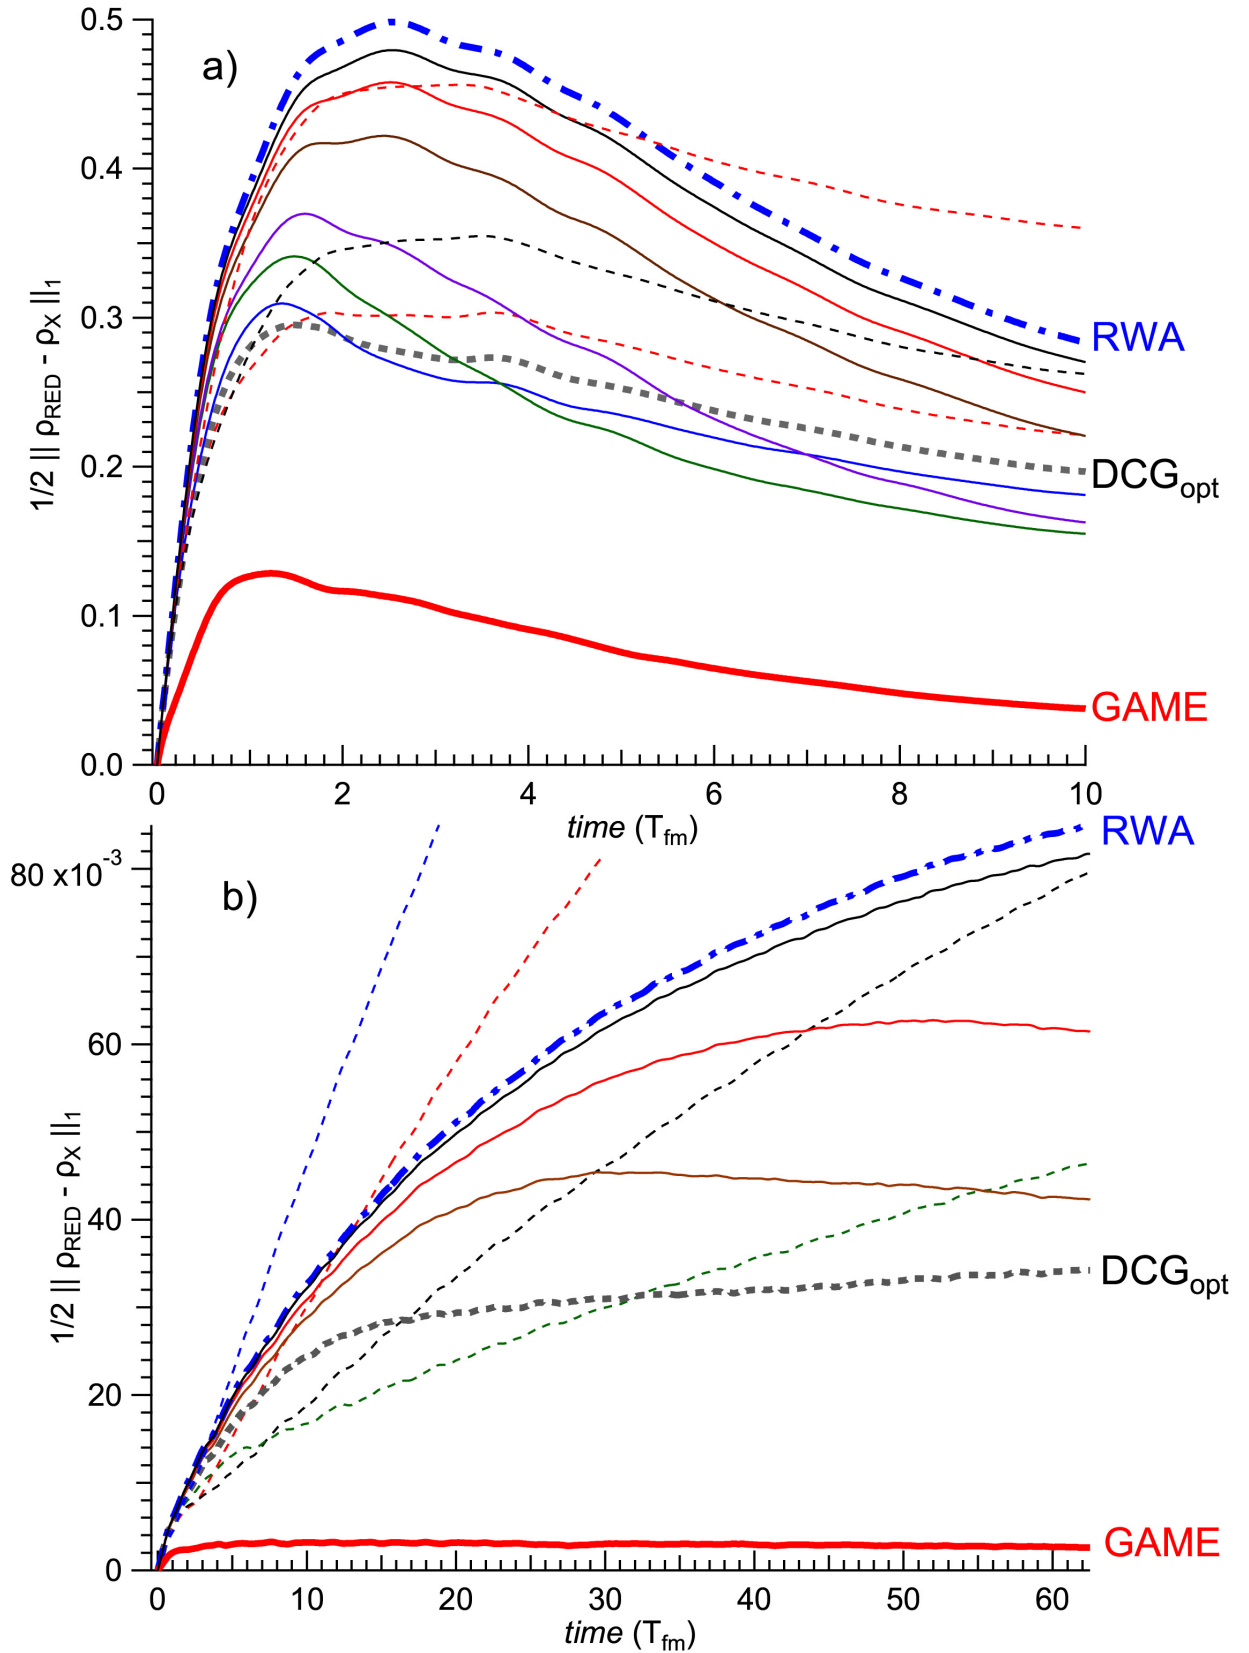 0.5
a)
0.4
0.3
RWA
0.2
DCGopt
0.1
GAME
0.0
0 2 4 6 8 10
time (Tfm)
1/2 || ρRED - ρX ||1
RWA
80 x10-3
b)
60
40
DCGopt
20
GAME
0
0 10 20 30 40 50 60
time (Tfm)
1/2 || ρRED - ρX ||1